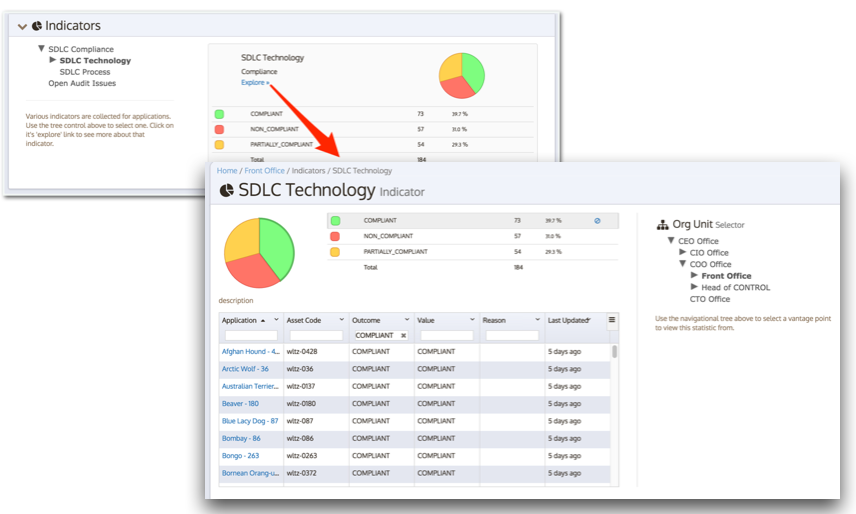 Indicators
SDLC Compliance
SDLC Technology
SDLC Process
Open Audit Issues
Various indicators are collected for applications.
Use the tree control above to select one. Click on
it's 'explore' link to see more about that
indicator.
SDLC Technology
Compliance
Explore »
COMPLIANT 73 39.7 %
NON_COMPLIANT 57 31.0 %
PARTIALLY_COMPLIANT 54 29.3 %
Total 184
Home / Front Office / Indicators / SDLC Technology
SDLC Technology Indicator
COMPLIANT 73 39.7 %
NON_COMPLIANT 57 31.0 %
PARTIALLY_COMPLIANT 54 29.3 %
Total 184
description
Application Asset Code Outcome Value Reason Last Updated
COMPLIANT
Afghan Hound - 4... wltz-0428 COMPLIANT COMPLIANT 5 days ago
Arctic Wolf - 36 wltz-036 COMPLIANT COMPLIANT 5 days ago
Australian Terrier... wltz-0137 COMPLIANT COMPLIANT 5 days ago
Beaver - 180 wltz-0180 COMPLIANT COMPLIANT 5 days ago
Blue Lacy Dog - 87 wltz-087 COMPLIANT COMPLIANT 5 days ago
Bombay - 86 wltz-086 COMPLIANT COMPLIANT 5 days ago
Bongo - 263 wltz-0263 COMPLIANT COMPLIANT 5 days ago
Bornean Orang-u... wltz-0372 COMPLIANT COMPLIANT 5 days ago
Org Unit Selector
CEO Office
CIO Office
COO Office
Front Office
Head of CONTROL
CTO Office
Use the navigational tree above to select a vantage point
to view this statistic from.